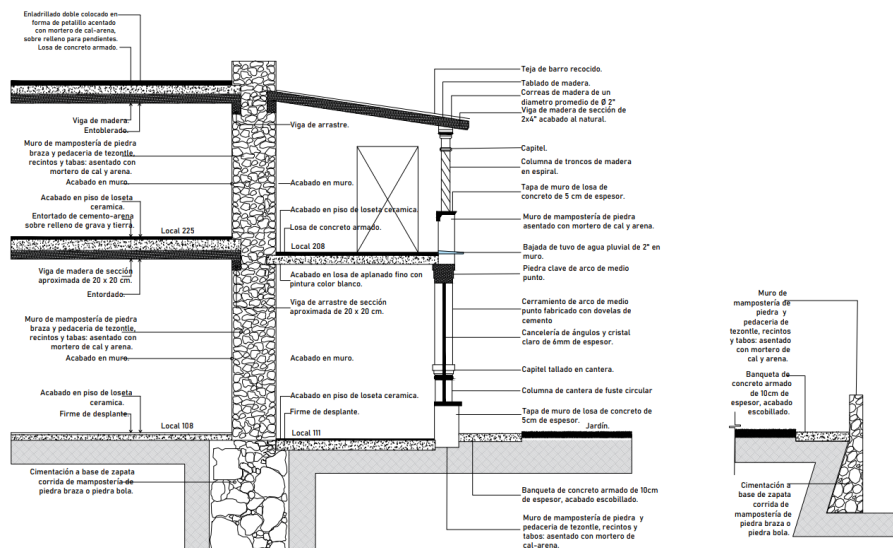 Enladrillado doble colocado en
forma de petalillo acentado
con mortero de cal-arena,
sobre relleno para pendientes.
Losa de concreto armado.
Viga de madera.
Entoblerado.
Muro de mampostería de piedra
braza y pedaceria de tezontle,
recintos y tabas: asentado con
mortero de cal y arena.
Acabado en muro.
Acabado en piso de loseta
ceramica.
Entortado de cemento-arena
sobre relleno de grava y tierra.
Local 225
Viga de madera de sección
aproximada de 20 x 20 cm.
Entordado.
Muro de mampostería de piedra
braza y pedaceria de tezontle,
recintos y tabas: asentado con
mortero de cal y arena.
Acabado en muro.
Acabado en piso de loseta
ceramica.
Firme de desplante.
Local 108
Cimentación a base de zapata
corrida de mampostería de
piedra braza o piedra bola.
Viga de arrastre.
Acabado en muro.
Acabado en piso de loseta ceramica.
Losa de concreto armado.
Local 208
Acabado en losa de aplanado fino con
pintura color blanco.
Viga de arrastre de sección
aproximada de 20 x 20 cm.
Acabado en muro.
Acabado en piso de loseta ceramica.
Firme de desplante.
Local 111
Teja de barro recocido.
Tablado de madera.
Correas de madera de un
diametro promedio de Ø 2"
Viga de madera de sección de
2x4" acabado al natural.
Capitel.
Columna de troncos de madera
en espiral.
Tapa de muro de losa de
concreto de 5 cm de espesor.
Muro de mampostería de piedra
asentado con mortero de cal y arena.
Bajada de tuvo de agua pluvial de 2" en
muro.
Piedra clave de arco de medio
punto.
Cerramiento de arco de medio
punto fabricado con dovelas de
cemento
Cancelería de ángulos y cristal
claro de 6mm de espesor.
Capitel tallado en cantera.
Columna de cantera de fuste circular
Tapa de muro de losa de concreto de
5cm de espesor.
Jardín.
Banqueta de concreto armado de 10cm
de espesor, acabado escobillado.
Muro de mampostería de piedra y
pedaceria de tezontle, recintos y
tabos: asentado con mortero de
cal-arena.
Muro de
mampostería de
piedra y
pedaceria de
tezontle, recintos
y tabos: asentado
con mortero de
cal y arena.
Banqueta de
concreto armado
de 10cm de
espesor, acabado
escobillado.
Cimentación a
base de zapata
corrida de
mampostería de
piedra braza o
piedra bola.